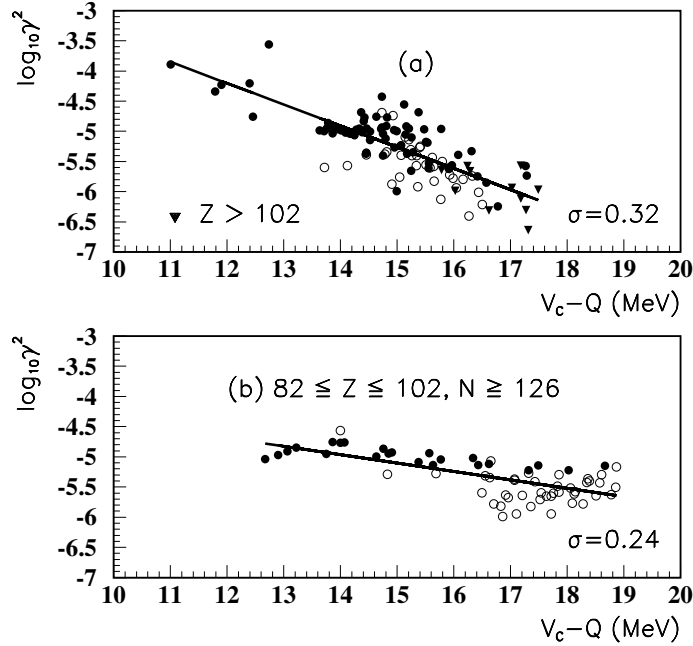 log₁₀γ²
-3
-3.5
-4
-4.5
-5
-5.5
-6
-6.5
-7
(a)
▼ Z > 102
σ=0.32
10 11 12 13 14 15 16 17 18 19 20
V_c−Q (MeV)
log₁₀γ²
-3
-3.5
-4
-4.5
-5
-5.5
-6
-6.5
-7
(b) 82 ≦ Z ≦ 102, N ≧ 126
σ=0.24
10 11 12 13 14 15 16 17 18 19 20
V_c−Q (MeV)